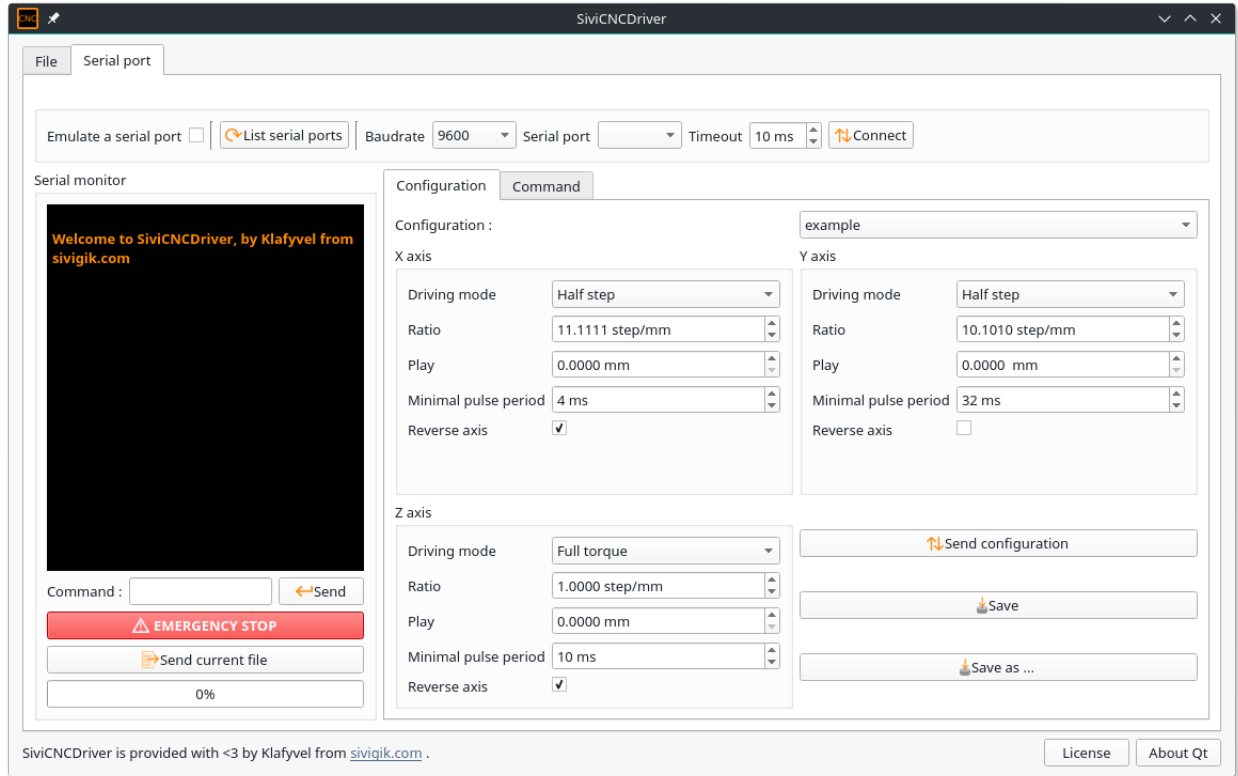 CNC
SiviCNCDriver
File
Serial port
Emulate a serial port
List serial ports
Baudrate
9600
Serial port
Timeout
10 ms
Connect
Serial monitor
Welcome to SiviCNCDriver, by Klafyvel from
sivigik.com
Command :
Send
EMERGENCY STOP
Send current file
0%
Configuration
Command
Configuration :
example
X axis
Driving mode
Half step
Ratio
11.1111 step/mm
Play
0.0000 mm
Minimal pulse period
4 ms
Reverse axis
Y axis
Driving mode
Half step
Ratio
10.1010 step/mm
Play
0.0000  mm
Minimal pulse period
32 ms
Reverse axis
Z axis
Driving mode
Full torque
Ratio
1.0000 step/mm
Play
0.0000 mm
Minimal pulse period
10 ms
Reverse axis
Send configuration
Save
Save as ...
SiviCNCDriver is provided with <3 by Klafyvel from sivigik.com .
License
About Qt